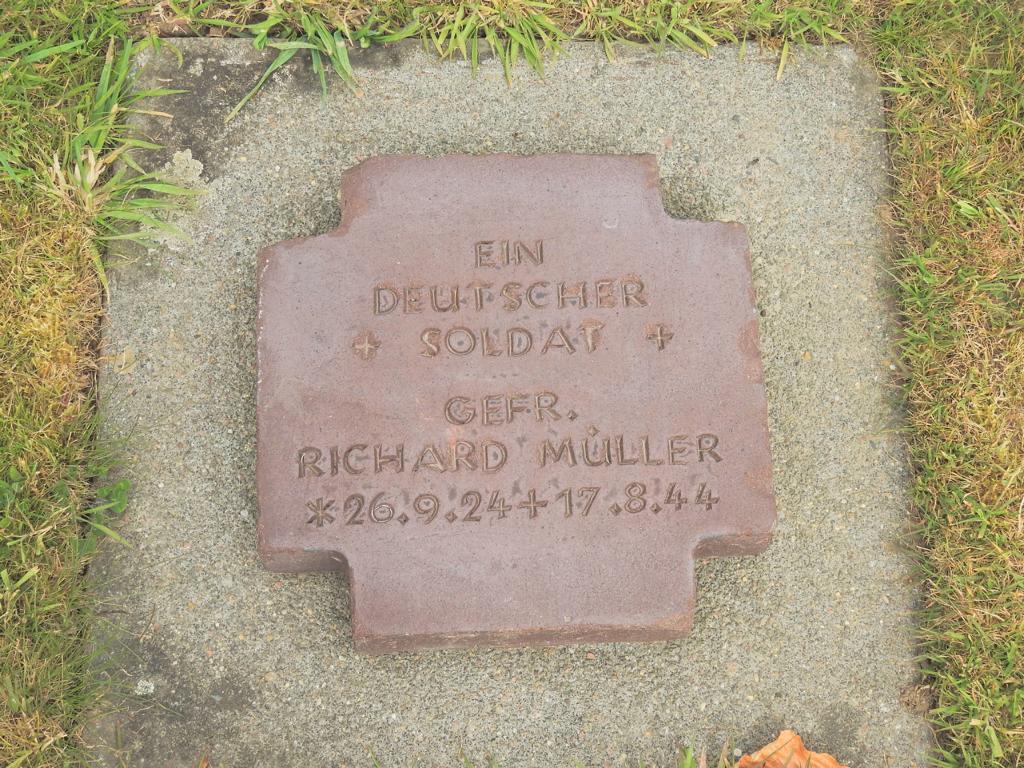 EIN
DEUTSCHER
+ SOLDAT +
GEFR.
RICHARD MÜLLER
*26.9.24+17.8.44